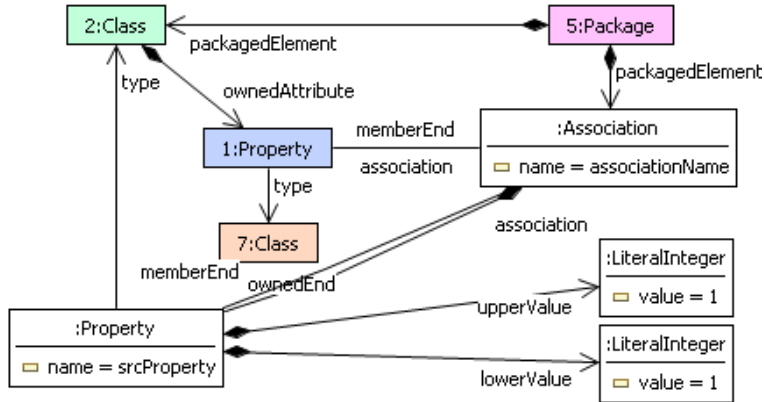 2:Class
5:Package
packagedElement
packagedElement
type
ownedAttribute
:Association
name = associationName
1:Property
memberEnd
association
type
7:Class
association
memberEnd
ownedEnd
:LiteralInteger
value = 1
upperValue
:Property
name = srcProperty
:LiteralInteger
value = 1
lowerValue